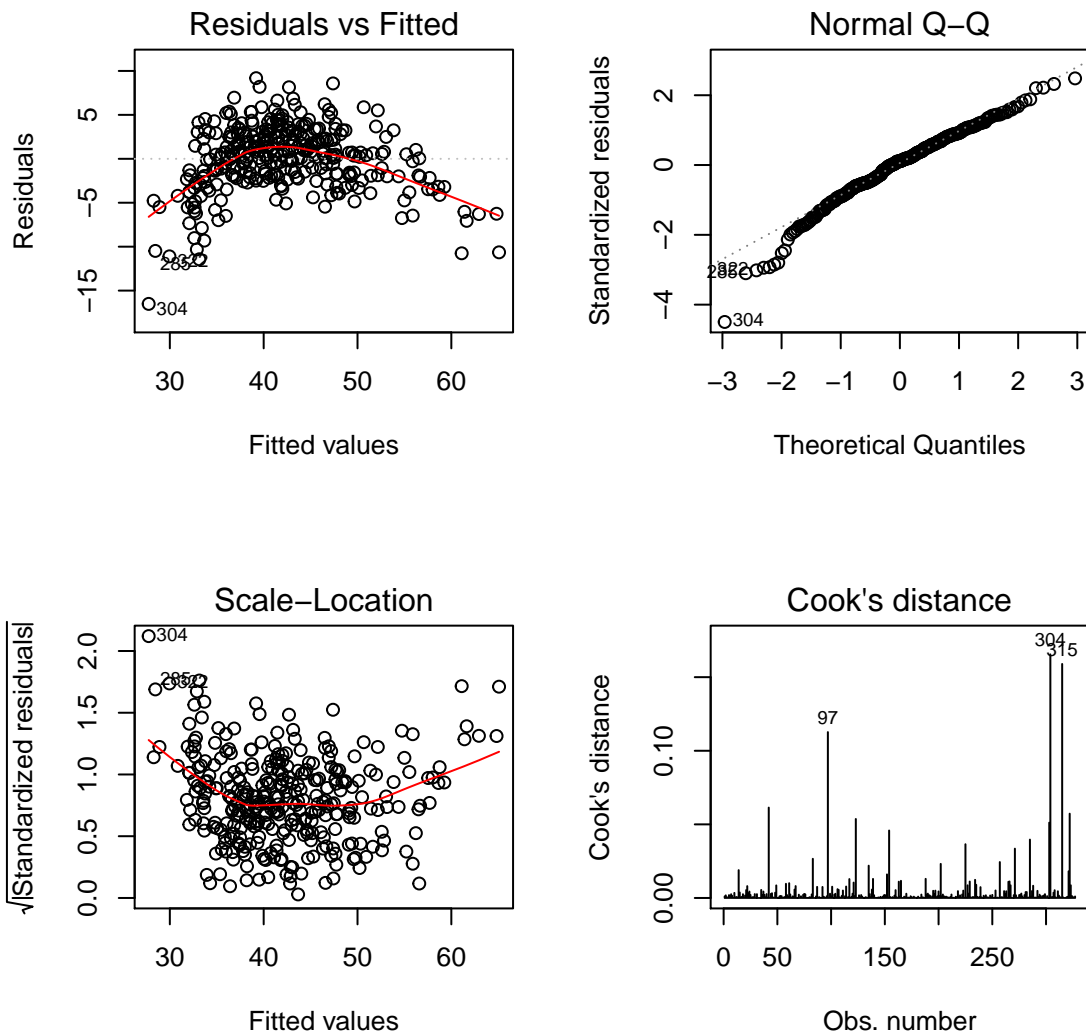 Residuals vs Fitted
Residuals
5
−5
−15
30 40 50 60
Fitted values
304
Normal Q−Q
Standardized residuals
2
0
−2
−4
−3 −2 −1 0 1 2 3
Theoretical Quantiles
304
Scale−Location
√|Standardized residuals|
2.0
1.5
1.0
0.5
0.0
30 40 50 60
Fitted values
304
Cook's distance
Cook's distance
0.10
0.00
0 50 150 250
Obs. number
304
315
97